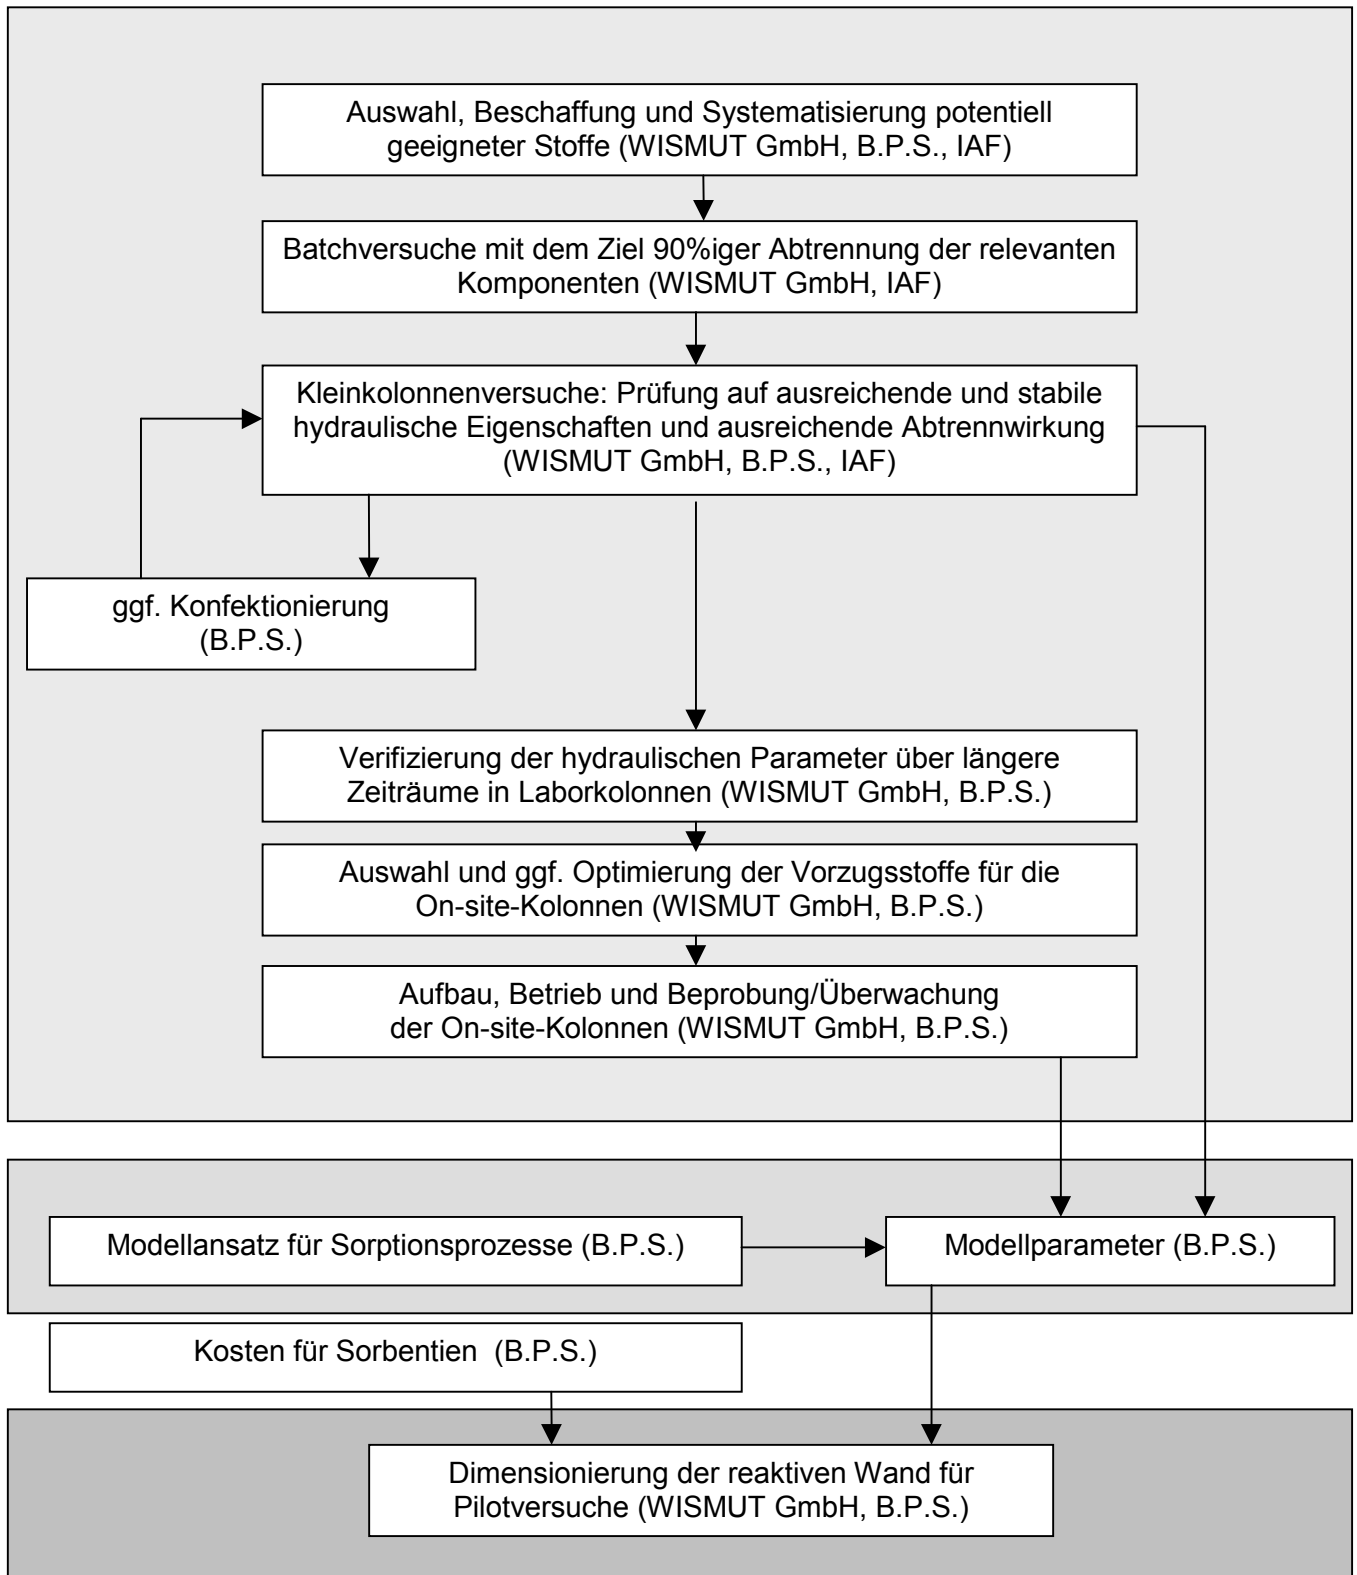 Auswahl, Beschaffung und Systematisierung potentiell
geeigneter Stoffe (WISMUT GmbH, B.P.S., IAF)
Batchversuche mit dem Ziel 90%iger Abtrennung der relevanten
Komponenten (WISMUT GmbH, IAF)
Kleinkolonnenversuche: Prüfung auf ausreichende und stabile
hydraulische Eigenschaften und ausreichende Abtrennwirkung
(WISMUT GmbH, B.P.S., IAF)
ggf. Konfektionierung
(B.P.S.)
Verifizierung der hydraulischen Parameter über längere
Zeiträume in Laborkolonnen (WISMUT GmbH, B.P.S.)
Auswahl und ggf. Optimierung der Vorzugsstoffe für die
On-site-Kolonnen (WISMUT GmbH, B.P.S.)
Aufbau, Betrieb und Beprobung/Überwachung
der On-site-Kolonnen (WISMUT GmbH, B.P.S.)
Modellansatz für Sorptionsprozesse (B.P.S.)
Modellparameter (B.P.S.)
Kosten für Sorbentien (B.P.S.)
Dimensionierung der reaktiven Wand für
Pilotversuche (WISMUT GmbH, B.P.S.)